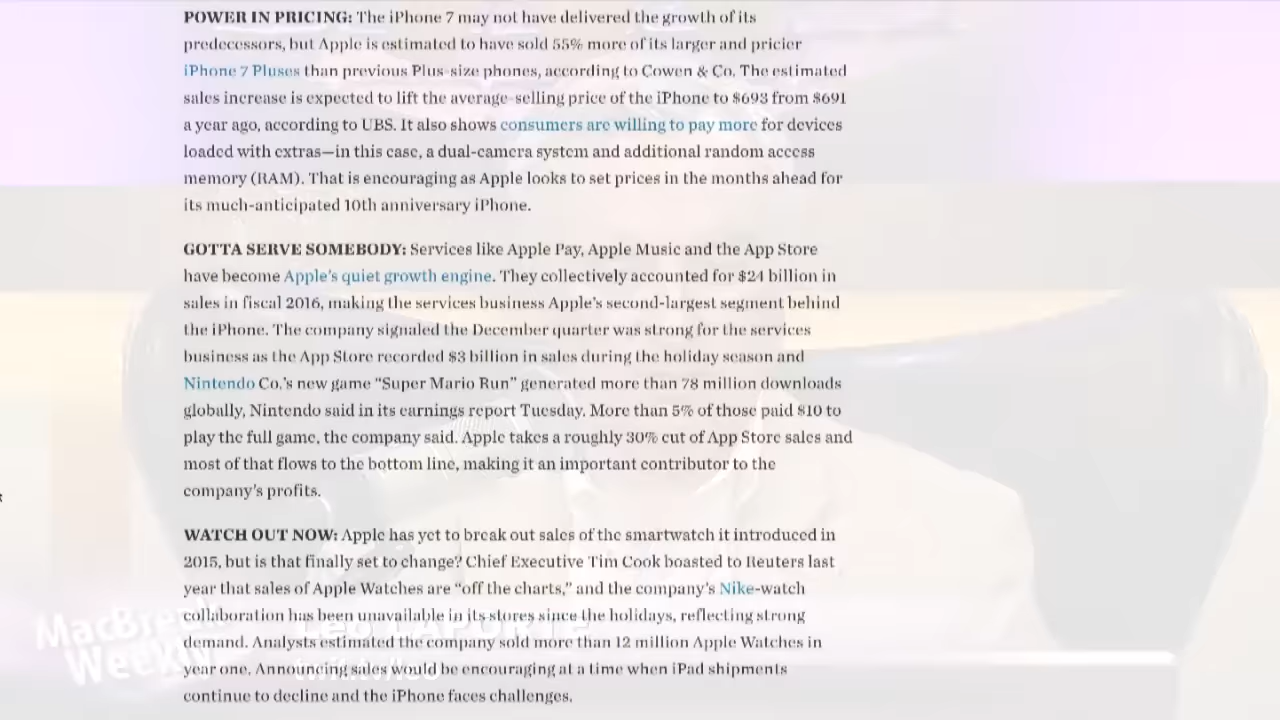 POWER IN PRICING: The iPhone 7 may not have delivered the growth of its
predecessors, but Apple is estimated to have sold 55% more of its larger and pricier
iPhone 7 Pluses than previous Plus-size phones, according to Cowen & Co. The estimated
sales increase is expected to lift the average-selling price of the iPhone to $693 from $691
a year ago, according to UBS. It also shows consumers are willing to pay more for devices
loaded with extras—in this case, a dual-camera system and additional random access
memory (RAM). That is encouraging as Apple looks to set prices in the months ahead for
its much-anticipated 10th anniversary iPhone.
GOTTA SERVE SOMEBODY: Services like Apple Pay, Apple Music and the App Store
have become Apple's quiet growth engine. They collectively accounted for $24 billion in
sales in fiscal 2016, making the services business Apple's second-largest segment behind
the iPhone. The company signaled the December quarter was strong for the services
business as the App Store recorded $3 billion in sales during the holiday season and
Nintendo Co.'s new game “Super Mario Run” generated more than 78 million downloads
globally, Nintendo said in its earnings report Tuesday. More than 5% of those paid $10 to
play the full game, the company said. Apple takes a roughly 30% cut of App Store sales and
most of that flows to the bottom line, making it an important contributor to the
company's profits.
WATCH OUT NOW: Apple has yet to break out sales of the smartwatch it introduced in
2015, but is that finally set to change? Chief Executive Tim Cook boasted to Reuters last
year that sales of Apple Watches are “off the charts,” and the company's Nike-watch
collaboration has been unavailable in its stores since the holidays, reflecting strong
demand. Analysts estimated the company sold more than 12 million Apple Watches in
year one. Announcing sales would be encouraging at a time when iPad shipments
continue to decline and the iPhone faces challenges.
MacBreak
Weekly